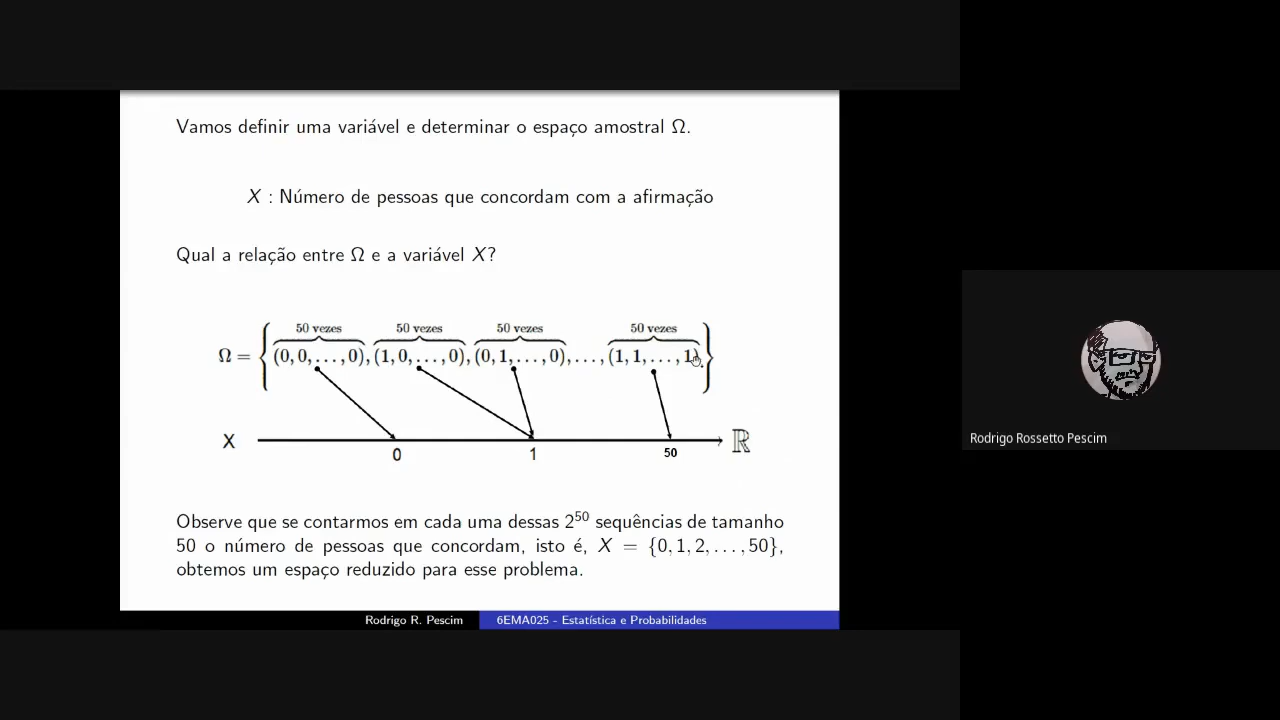 Vamos definir uma variável e determinar o espaço amostral Ω.
X : Número de pessoas que concordam com a afirmação
Qual a relação entre Ω e a variável X?
50 vezes 50 vezes 50 vezes 50 vezes
Ω = {(0,0,...,0),(1,0,...,0),(0,1,...,0),...,(1,1,...,1)}
X ℝ
0 1 50
Observe que se contarmos em cada uma dessas 2⁵⁰ sequências de tamanho
50 o número de pessoas que concordam, isto é, X = {0, 1, 2, ..., 50},
obtemos um espaço reduzido para esse problema.
Rodrigo R. Pescim 6EMA025 - Estatística e Probabilidades
Rodrigo Rossetto Pescim